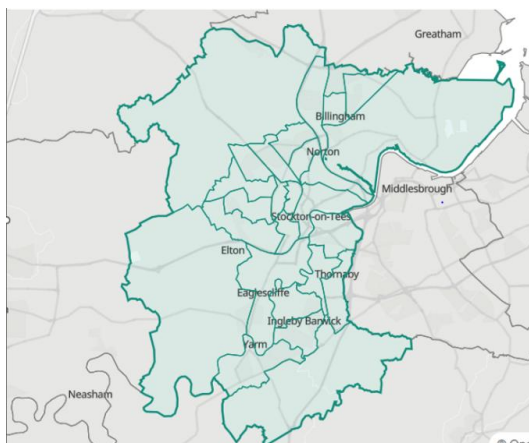 Greatham
Billingham
Norton
Middlesbrough
Stockton-on-Tees
Elton
Thornaby
Eaglescliffe
Ingleby Barwick
Yarm
Neasham